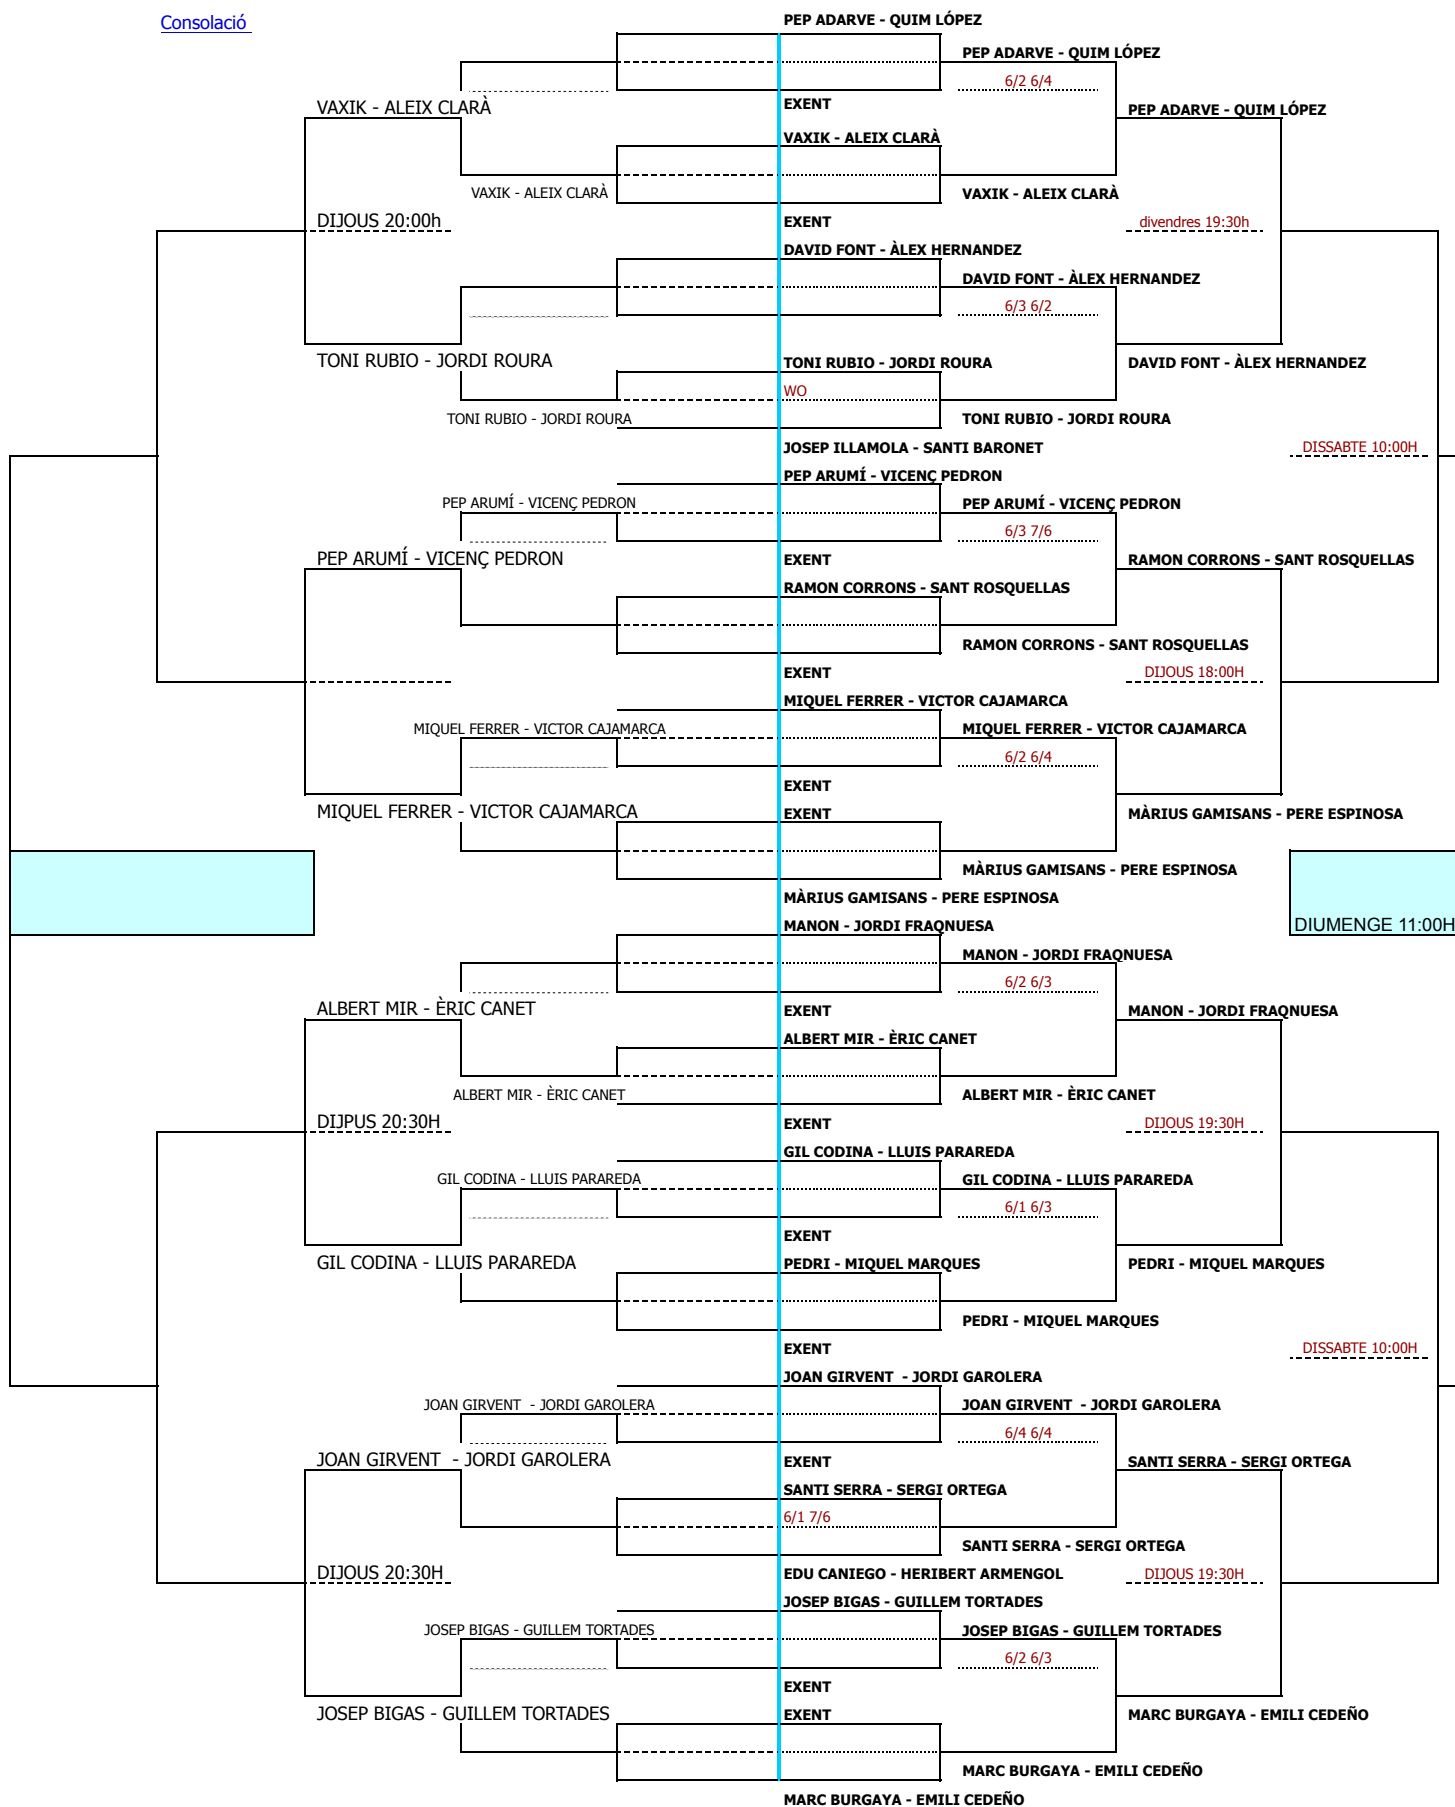 PEP ADARVE - QUIM LÓPEZ
Consolació
PEP ADARVE - QUIM LÓPEZ
6/2 6/4
VAXIK - ALEIX CLARÀ
EXENT
PEP ADARVE - QUIM LÓPEZ
VAXIK - ALEIX CLARÀ
VAXIK - ALEIX CLARÀ
VAXIK - ALEIX CLARÀ
DIJOUS 20:00h
EXENT
divendres 19:30h
DAVID FONT - ÀLEX HERNANDEZ
DAVID FONT - ÀLEX HERNANDEZ
6/3 6/2
TONI RUBIO - JORDI ROURA
TONI RUBIO - JORDI ROURA
DAVID FONT - ÀLEX HERNANDEZ
WO
TONI RUBIO - JORDI ROURA
TONI RUBIO - JORDI ROURA
JOSEP ILLAMOLA - SANTI BARONET
DISSABTE 10:00H
PEP ARUMÍ - VICENÇ PEDRON
PEP ARUMÍ - VICENÇ PEDRON
PEP ARUMÍ - VICENÇ PEDRON
6/3 7/6
PEP ARUMÍ - VICENÇ PEDRON
EXENT
RAMON CORRONS - SANT ROSQUELLAS
RAMON CORRONS - SANT ROSQUELLAS
RAMON CORRONS - SANT ROSQUELLAS
EXENT
DIJOUS 18:00H
MIQUEL FERRER - VICTOR CAJAMARCA
MIQUEL FERRER - VICTOR CAJAMARCA
MIQUEL FERRER - VICTOR CAJAMARCA
6/2 6/4
EXENT
MIQUEL FERRER - VICTOR CAJAMARCA
EXENT
MÀRIUS GAMISANS - PERE ESPINOSA
MÀRIUS GAMISANS - PERE ESPINOSA
MÀRIUS GAMISANS - PERE ESPINOSA
MANON - JORDI FRAQNUESA
DIUMENGE 11:00H
MANON - JORDI FRAQNUESA
6/2 6/3
ALBERT MIR - ÈRIC CANET
EXENT
MANON - JORDI FRAQNUESA
ALBERT MIR - ÈRIC CANET
ALBERT MIR - ÈRIC CANET
ALBERT MIR - ÈRIC CANET
DIJPUS 20:30H
EXENT
DIJOUS 19:30H
GIL CODINA - LLUIS PARAREDA
GIL CODINA - LLUIS PARAREDA
GIL CODINA - LLUIS PARAREDA
6/1 6/3
EXENT
GIL CODINA - LLUIS PARAREDA
PEDRI - MIQUEL MARQUES
PEDRI - MIQUEL MARQUES
PEDRI - MIQUEL MARQUES
EXENT
DISSABTE 10:00H
JOAN GIRVENT  - JORDI GAROLERA
JOAN GIRVENT  - JORDI GAROLERA
JOAN GIRVENT  - JORDI GAROLERA
6/4 6/4
JOAN GIRVENT  - JORDI GAROLERA
EXENT
SANTI SERRA - SERGI ORTEGA
SANTI SERRA - SERGI ORTEGA
6/1 7/6
SANTI SERRA - SERGI ORTEGA
DIJOUS 20:30H
EDU CANIEGO - HERIBERT ARMENGOL
DIJOUS 19:30H
JOSEP BIGAS - GUILLEM TORTADES
JOSEP BIGAS - GUILLEM TORTADES
JOSEP BIGAS - GUILLEM TORTADES
6/2 6/3
EXENT
JOSEP BIGAS - GUILLEM TORTADES
EXENT
MARC BURGAYA - EMILI CEDEÑO
MARC BURGAYA - EMILI CEDEÑO
MARC BURGAYA - EMILI CEDEÑO